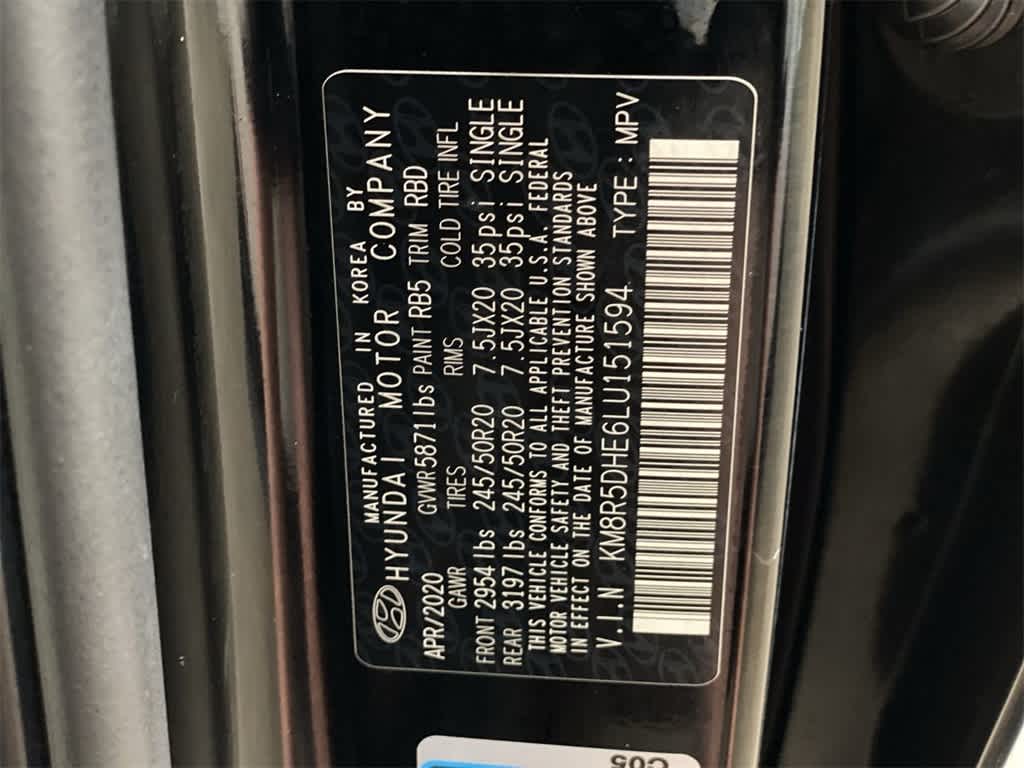 MANUFACTURED IN KOREA BY
HYUNDAI MOTOR COMPANY
APR/2020 GVWR5871lbs PAINT RB5 TRIM RBD
GAWR TIRES RIMS COLD TIRE INFL
FRONT 2954lbs 245/50R20 7.5JX20 35psi SINGLE
REAR 3197lbs 245/50R20 7.5JX20 35psi SINGLE
THIS VEHICLE CONFORMS TO ALL APPLICABLE U.S.A. FEDERAL
MOTOR VEHICLE SAFETY AND THEFT PREVENTION STANDARDS
IN EFFECT ON THE DATE OF MANUFACTURE SHOWN ABOVE
V.I.N KM8R5DHE6LU151594 TYPE:MPV
G05